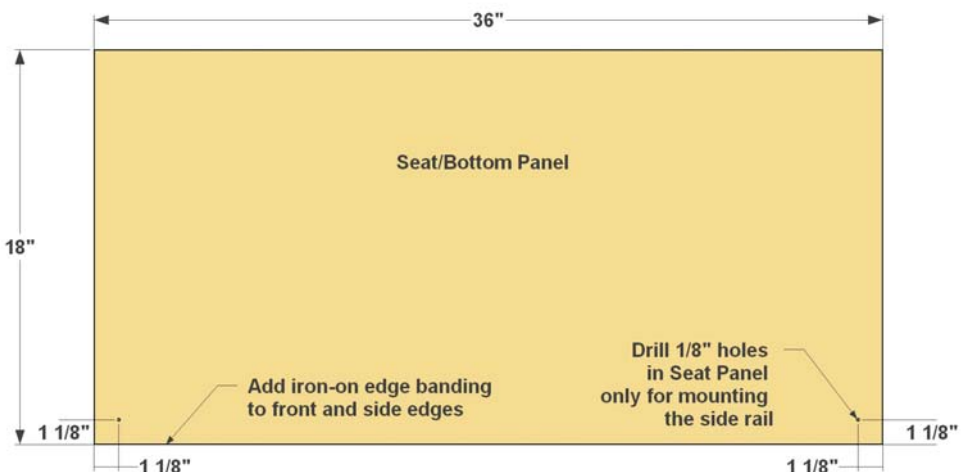 36"
Seat/Bottom Panel
18"
Drill 1/8" holes
in Seat Panel
only for mounting
the side rail
Add iron-on edge banding
to front and side edges
1 1/8"
1 1/8"
1 1/8"
1 1/8"